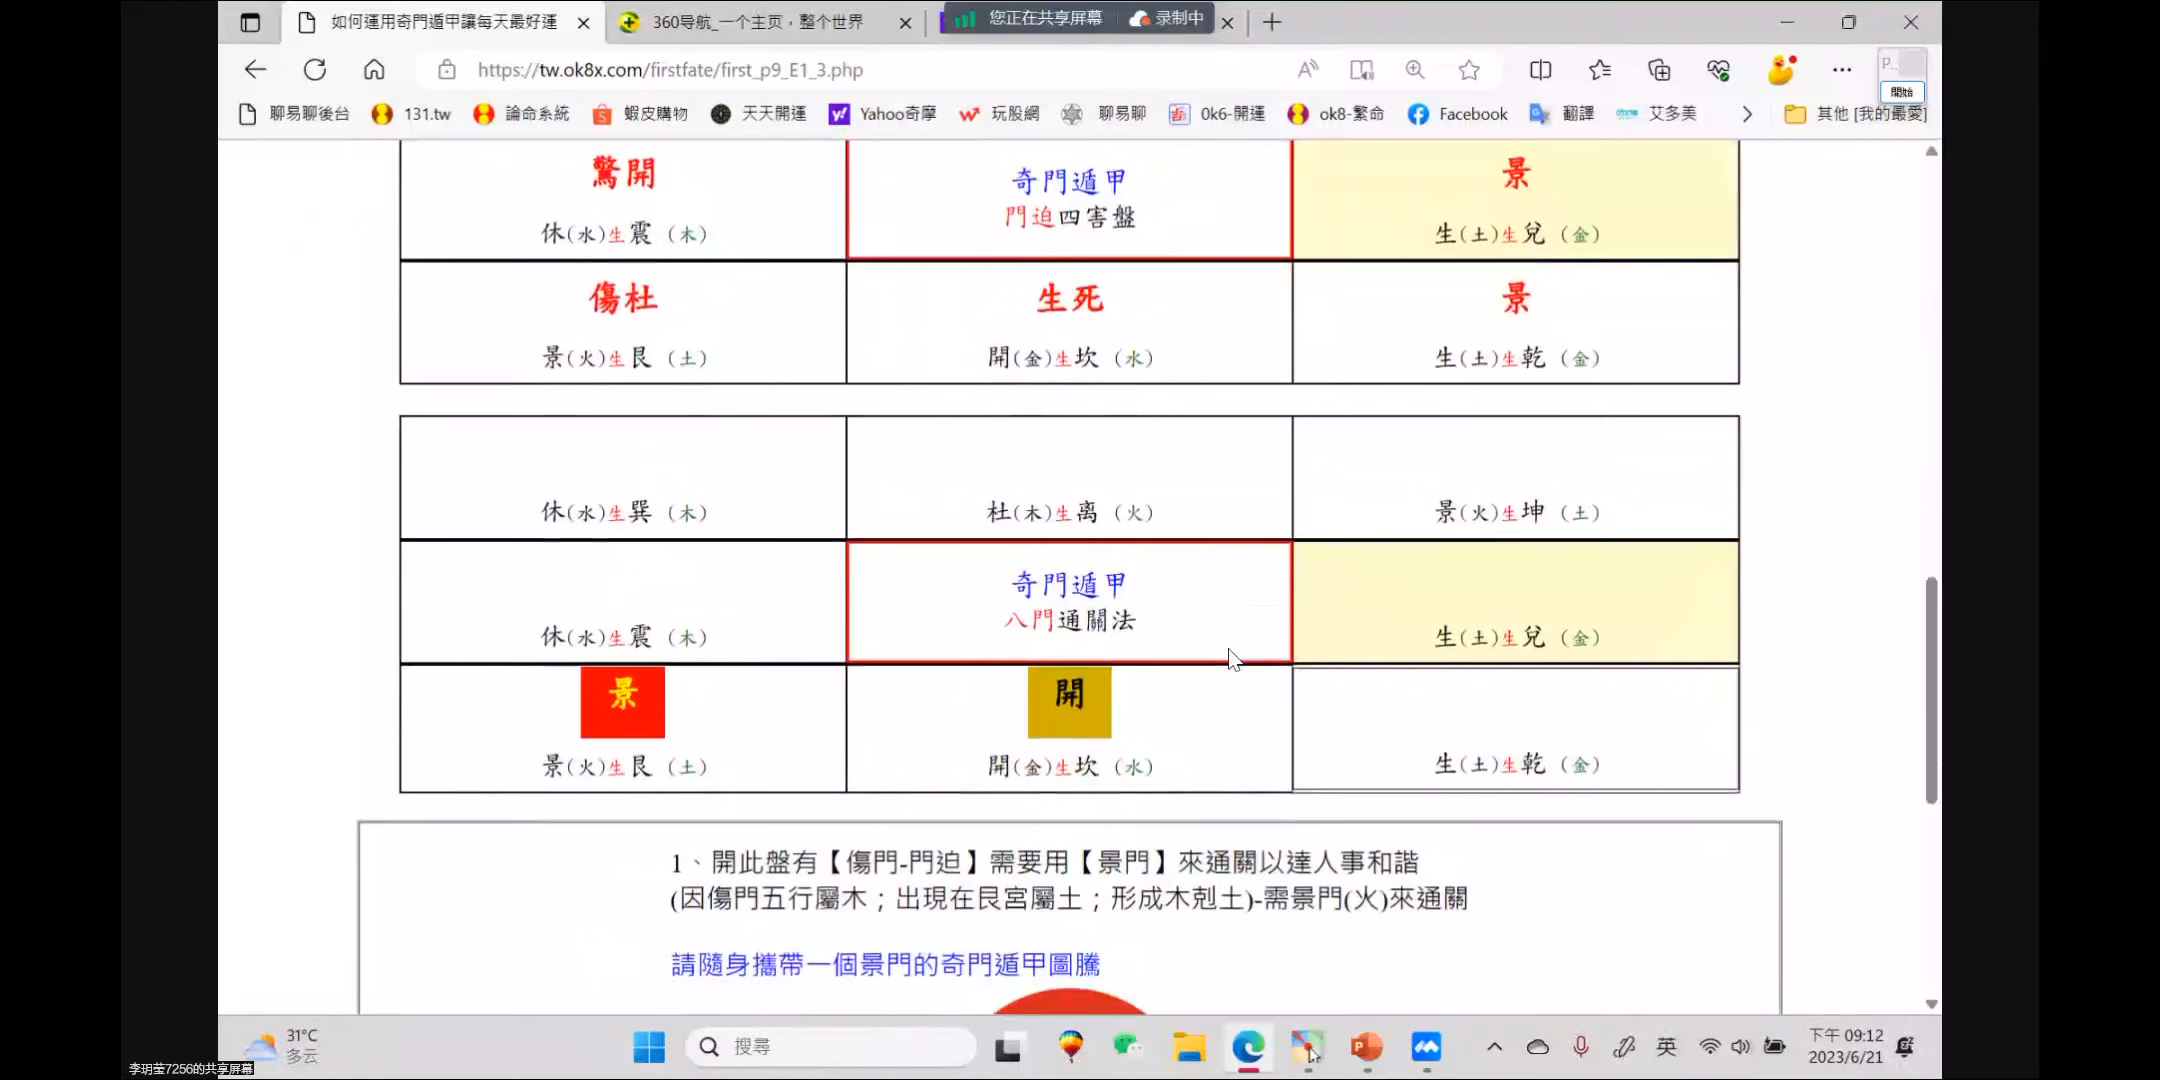 如何運用奇門遁甲讓每天最好運
360导航_一个主页，整个世界
您正在共享屏幕
录制中
https://tw.ok8x.com/firstfate/first_p9_E1_3.php
P..
開始
聊易聊後台
131.tw
論命系統
蝦皮購物
天天開運
Yahoo奇摩
玩股網
聊易聊
0k6-開運
ok8-繁命
Facebook
翻譯
艾多美
其他 [我的最愛]
驚開
休(水)生震（木）
奇門遁甲
門迫四害盤
景
生(土)生兌（金）
傷杜
景(火)生艮（土）
生死
開(金)生坎（水）
景
生(土)生乾（金）
休(水)生巽（木）
杜(木)生离（火）
景(火)生坤（土）
休(水)生震（木）
奇門遁甲
八門通關法
生(土)生兌（金）
景
景(火)生艮（土）
開
開(金)生坎（水）
生(土)生乾（金）
1、開此盤有【傷門-門迫】需要用【景門】來通關以達人事和諧
(因傷門五行屬木；出現在艮宮屬土；形成木剋土)-需景門(火)來通關
請隨身攜帶一個景門的奇門遁甲圖騰
31°C
多云
搜尋
英
下午 09:12
2023/6/21
李玥莹7256的共享屏幕